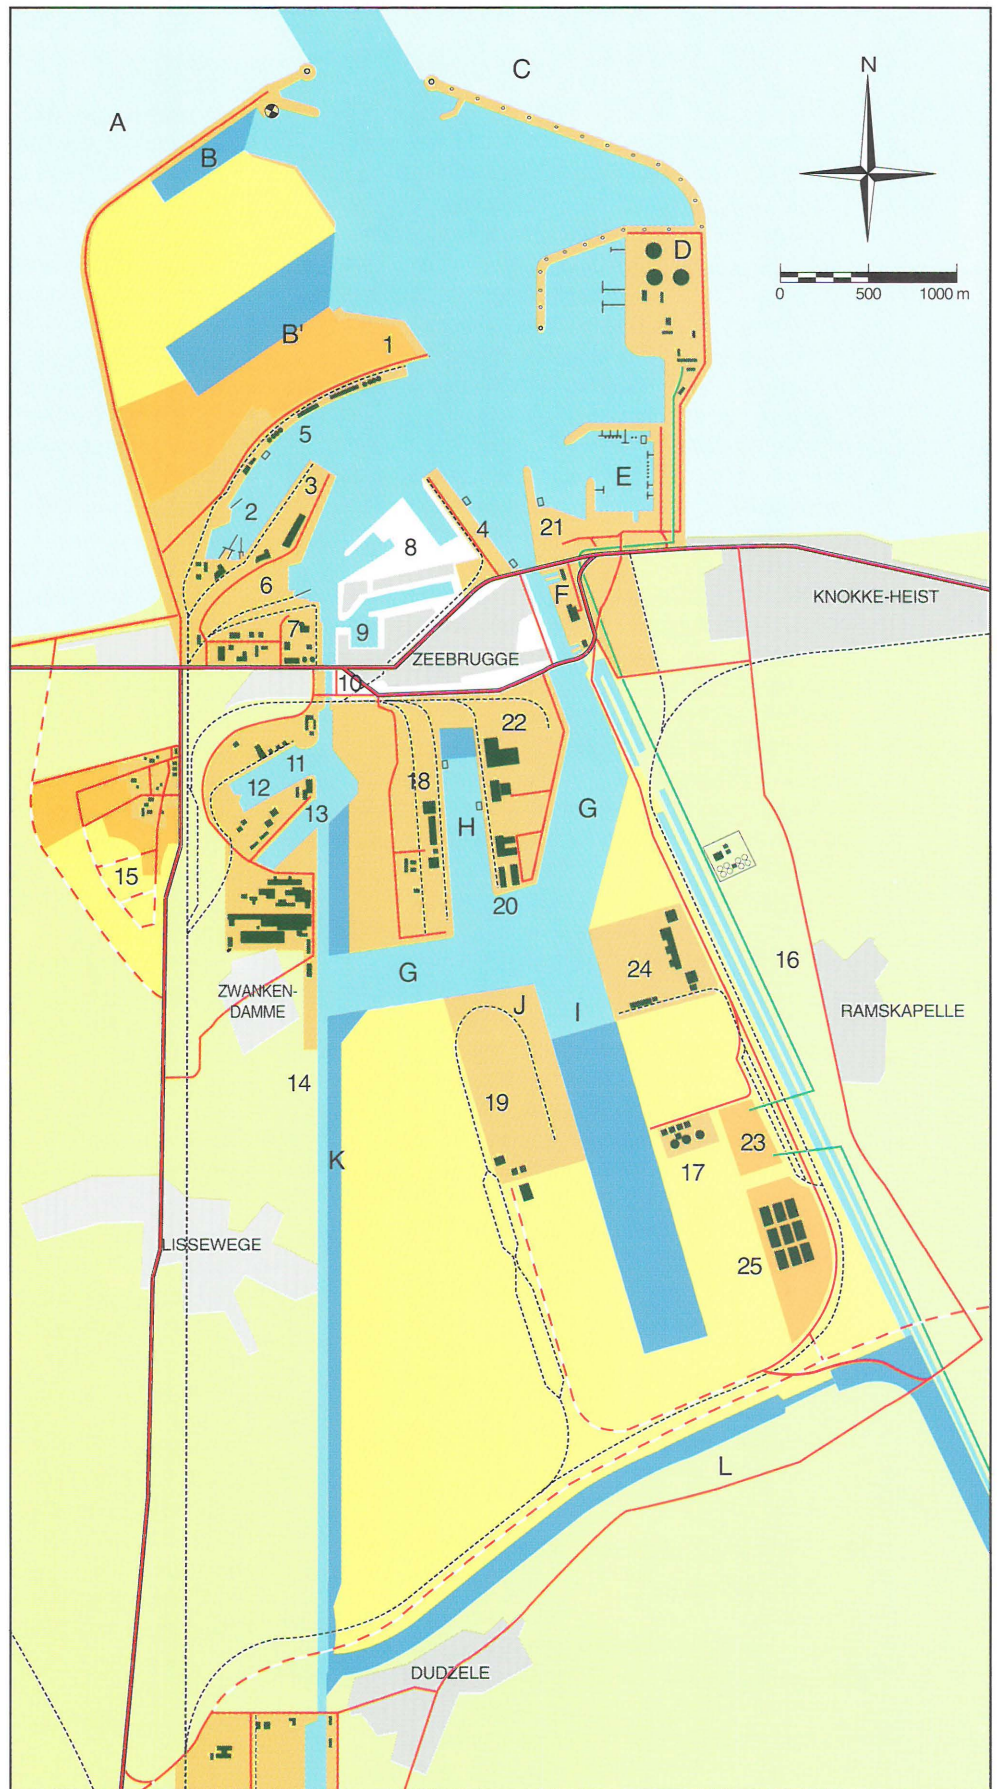 C
N
A
B
D
0 500 1000 m
B'
1
5
E
3
2
4
21
8
6
F
KNOKKE-HEIST
7
9
ZEEBRUGGE
10
22
11
18
12
13
G
H
15
20
16
G
24
ZWANKEN-
DAMME
J
I
RAMSKAPELLE
14
19
23
K
17
LISSEWEGE
25
L
DUDZELE